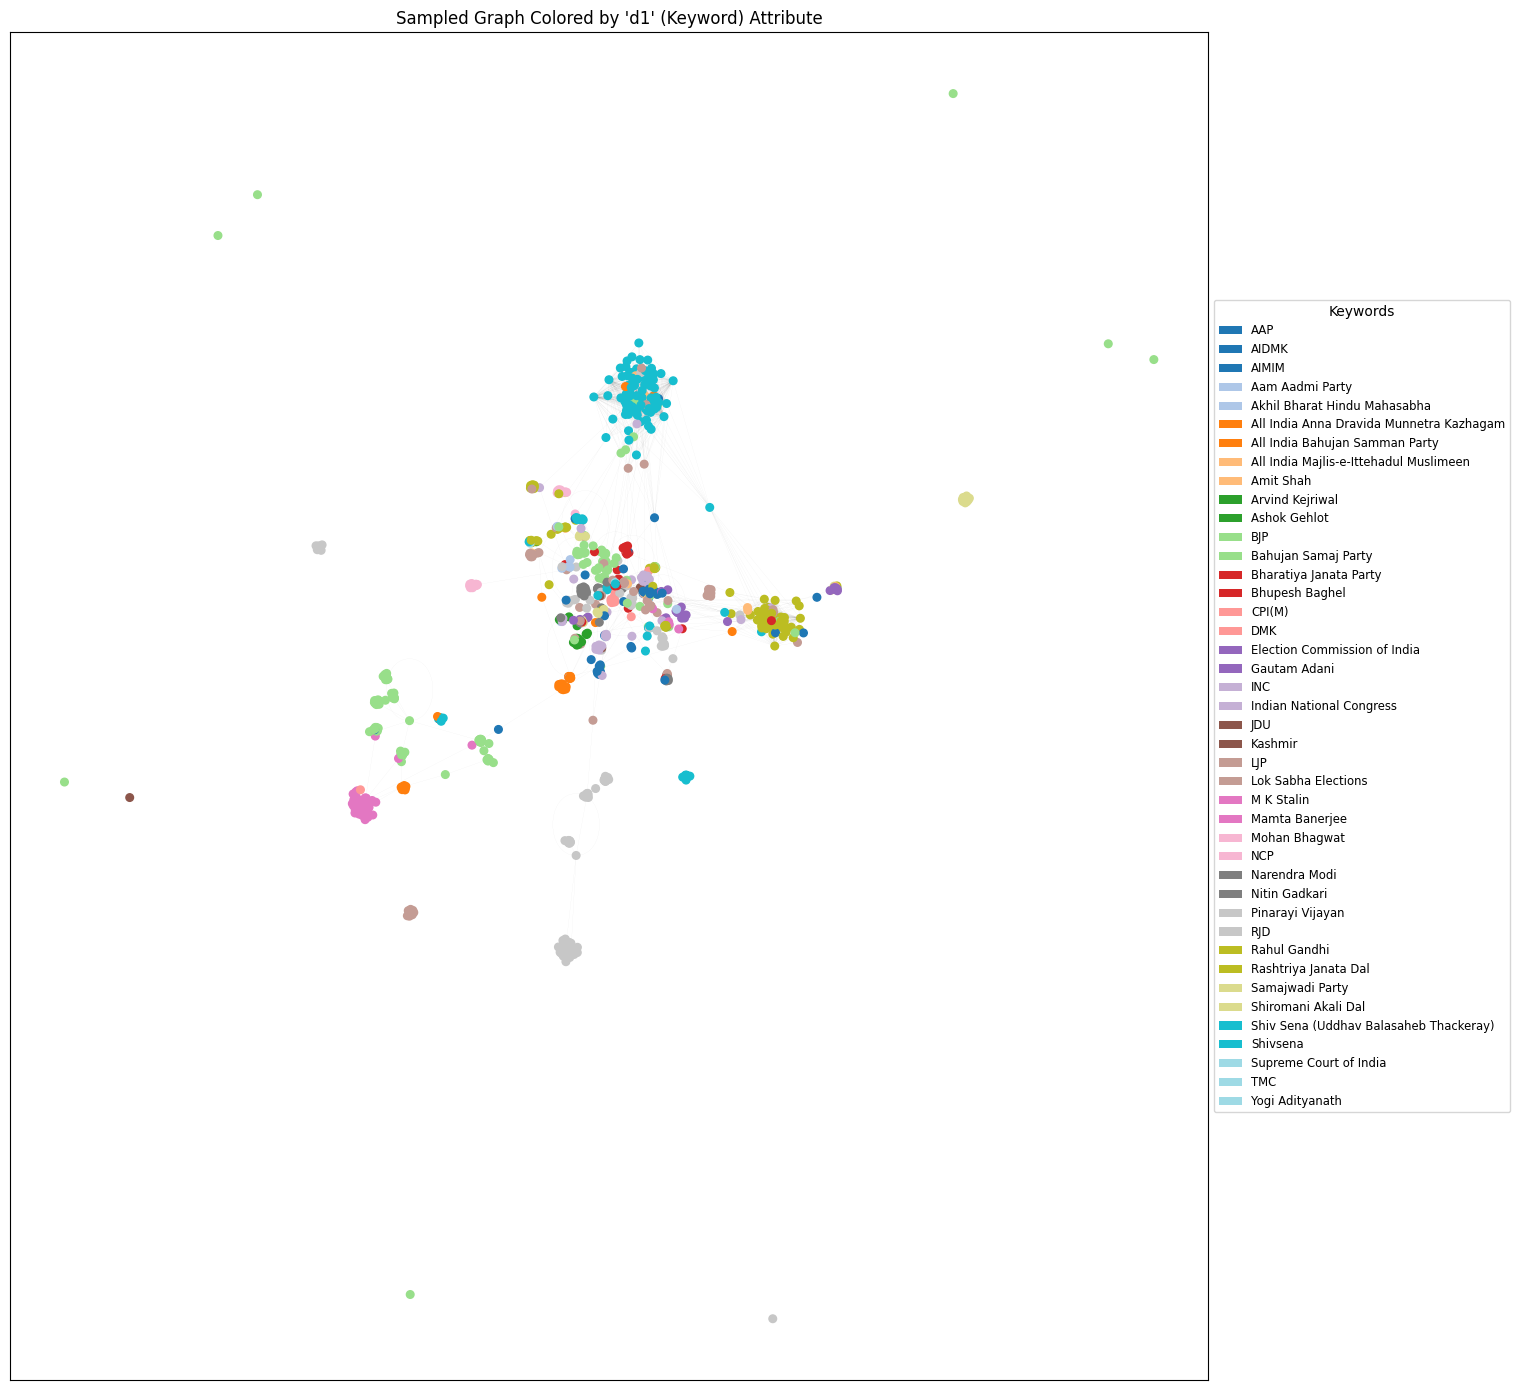 Sampled Graph Colored by 'd1' (Keyword) Attribute
Keywords
AAP
AIDMK
AIMIM
Aam Aadmi Party
Akhil Bharat Hindu Mahasabha
All India Anna Dravida Munnetra Kazhagam
All India Bahujan Samman Party
All India Majlis-e-Ittehadul Muslimeen
Amit Shah
Arvind Kejriwal
Ashok Gehlot
BJP
Bahujan Samaj Party
Bharatiya Janata Party
Bhupesh Baghel
CPI(M)
DMK
Election Commission of India
Gautam Adani
INC
Indian National Congress
JDU
Kashmir
LJP
Lok Sabha Elections
M K Stalin
Mamta Banerjee
Mohan Bhagwat
NCP
Narendra Modi
Nitin Gadkari
Pinarayi Vijayan
RJD
Rahul Gandhi
Rashtriya Janata Dal
Samajwadi Party
Shiromani Akali Dal
Shiv Sena (Uddhav Balasaheb Thackeray)
Shivsena
Supreme Court of India
TMC
Yogi Adityanath